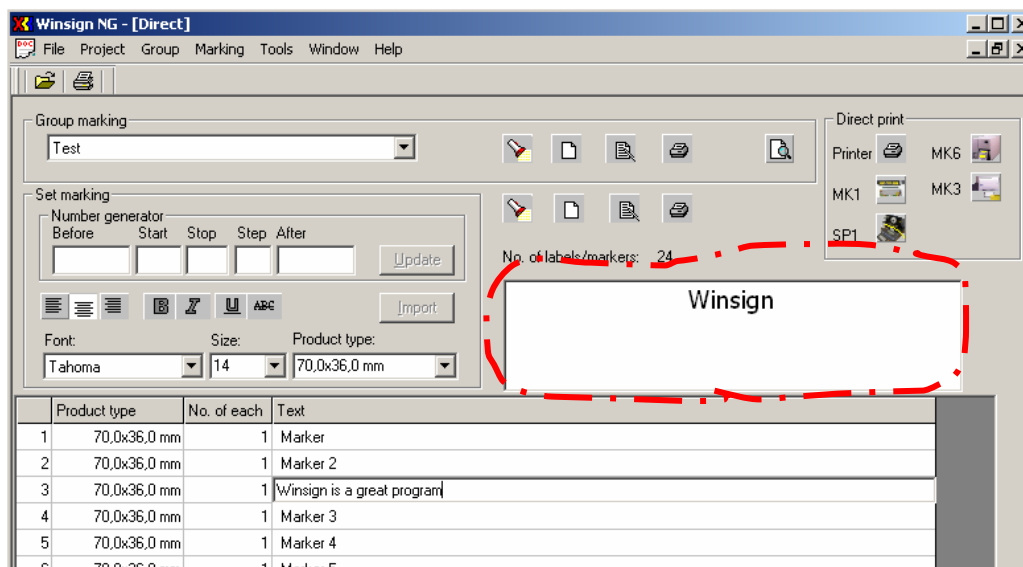 Winsign NG - [Direct]
File Project Group Marking Tools Window Help
Group marking
Test
Direct print
Printer MK6
MK1 MK3
SP1
Set marking
Number generator
Before Start Stop Step After
Update
No. of labels/markers: 24
Import
Winsign
Font: Size: Product type:
Tahoma 14 70,0x36,0 mm
Product type No. of each Text
1 70,0x36,0 mm 1 Marker
2 70,0x36,0 mm 1 Marker 2
3 70,0x36,0 mm 1 Winsign is a great program
4 70,0x36,0 mm 1 Marker 3
5 70,0x36,0 mm 1 Marker 4